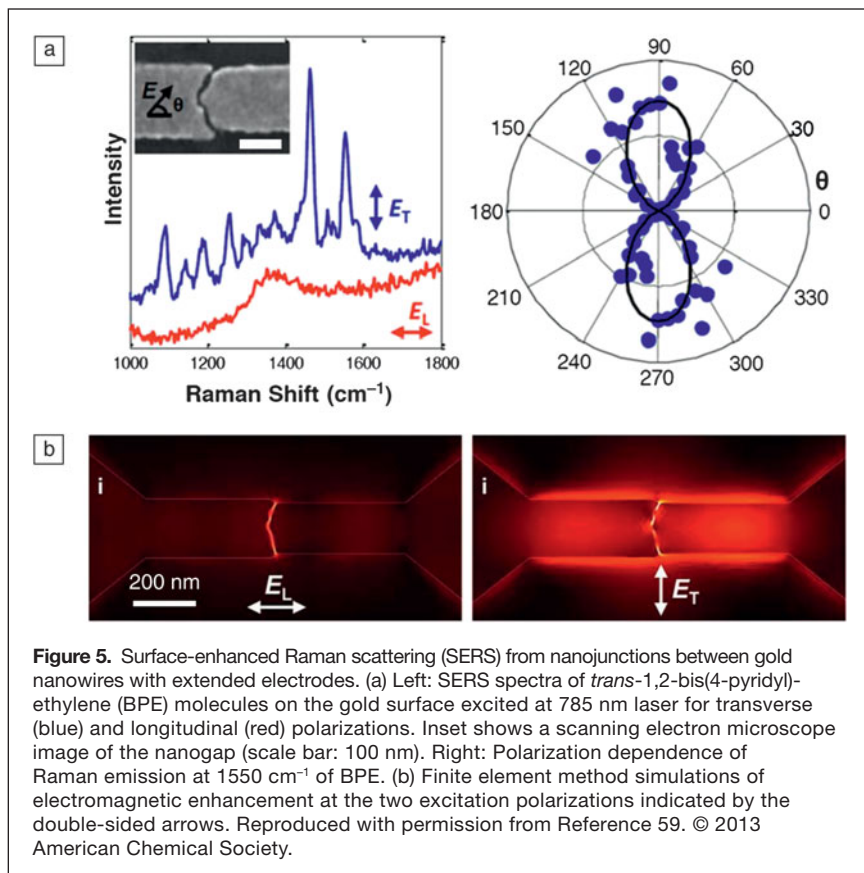 a
Intensity
E
θ
E_T
E_L
1000 1200 1400 1600 1800
Raman Shift (cm⁻¹)
90
120 60
150 30
θ
180 0
210 330
240 300
270
b
i
200 nm
E_L
i
E_T
Figure 5. Surface-enhanced Raman scattering (SERS) from nanojunctions between gold
nanowires with extended electrodes. (a) Left: SERS spectra of trans-1,2-bis(4-pyridyl)-
ethylene (BPE) molecules on the gold surface excited at 785 nm laser for transverse
(blue) and longitudinal (red) polarizations. Inset shows a scanning electron microscope
image of the nanogap (scale bar: 100 nm). Right: Polarization dependence of
Raman emission at 1550 cm⁻¹ of BPE. (b) Finite element method simulations of
electromagnetic enhancement at the two excitation polarizations indicated by the
double-sided arrows. Reproduced with permission from Reference 59. © 2013
American Chemical Society.